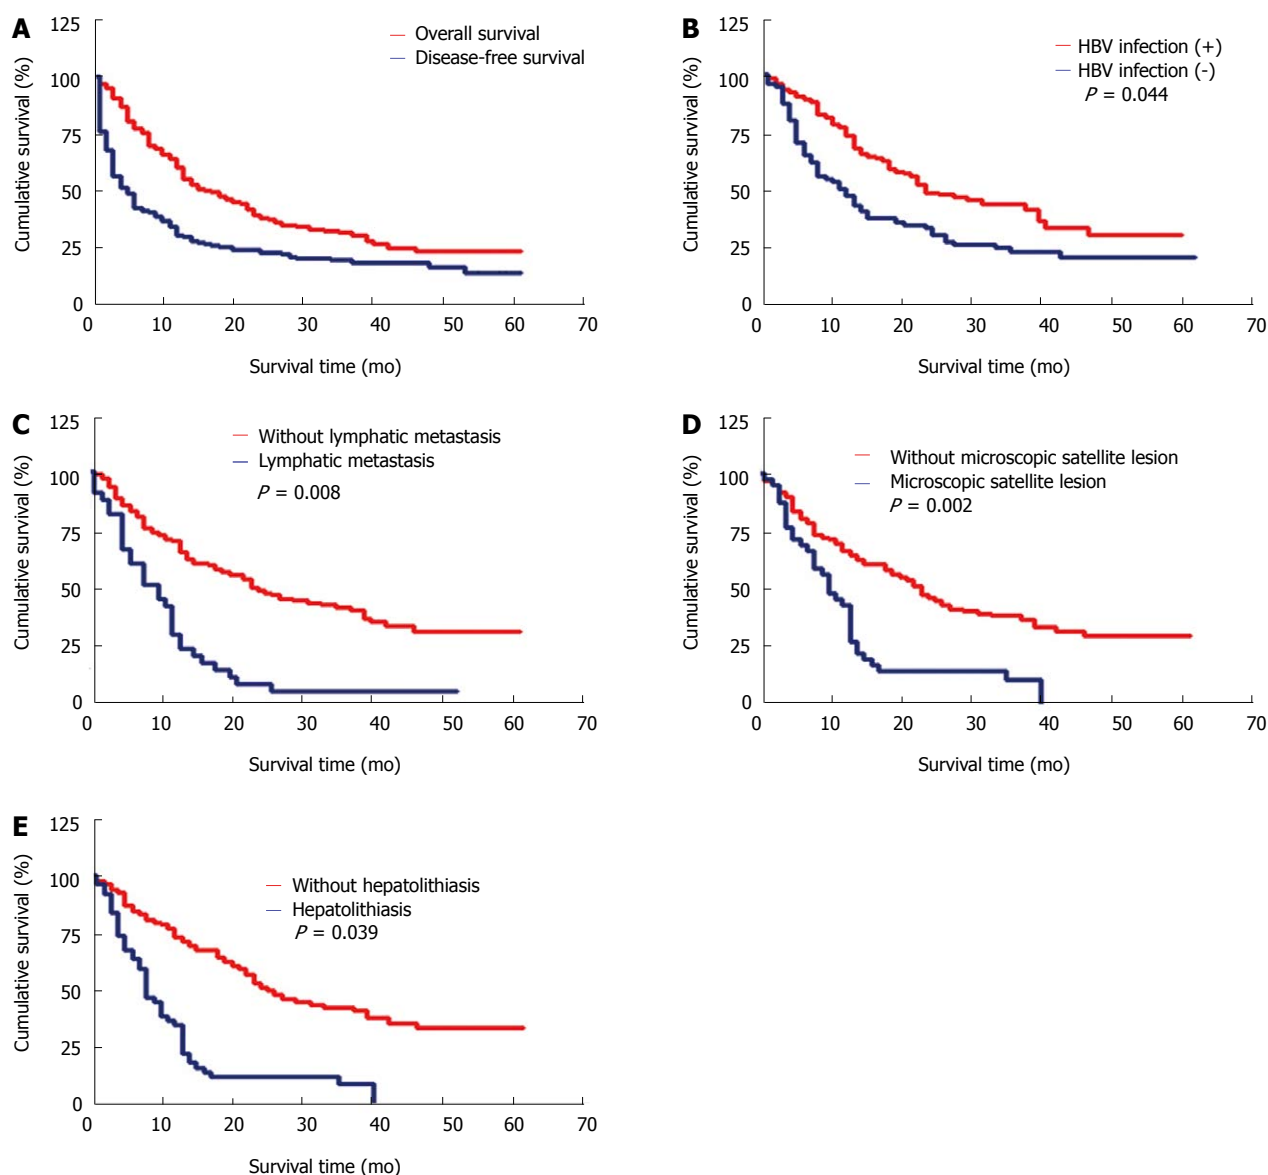 A
125
100
75
50
25
0
Cumulative survival (%)
Overall survival
Disease-free survival
0 10 20 30 40 50 60 70
Survival time (mo)
B
125
100
75
50
25
0
Cumulative survival (%)
HBV infection (+)
HBV infection (-)
P = 0.044
0 10 20 30 40 50 60 70
Survival time (mo)
C
125
100
75
50
25
0
Cumulative survival (%)
Without lymphatic metastasis
Lymphatic metastasis
P = 0.008
0 10 20 30 40 50 60 70
Survival time (mo)
D
125
100
75
50
25
0
Cumulative survival (%)
Without microscopic satellite lesion
Microscopic satellite lesion
P = 0.002
0 10 20 30 40 50 60 70
Survival time (mo)
E
125
100
75
50
25
0
Cumulative survival (%)
Without hepatolithiasis
Hepatolithiasis
P = 0.039
0 10 20 30 40 50 60 70
Survival time (mo)